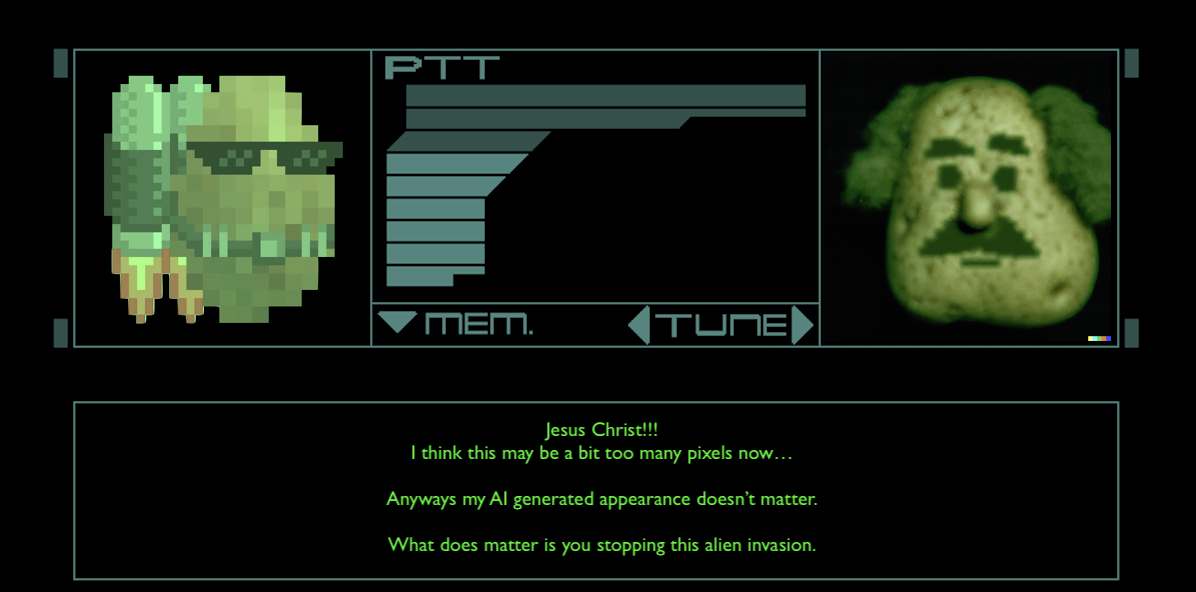 PTT
MEM.
TUNE
Jesus Christ!!!
I think this may be a bit too many pixels now…
Anyways my AI generated appearance doesn’t matter.
What does matter is you stopping this alien invasion.